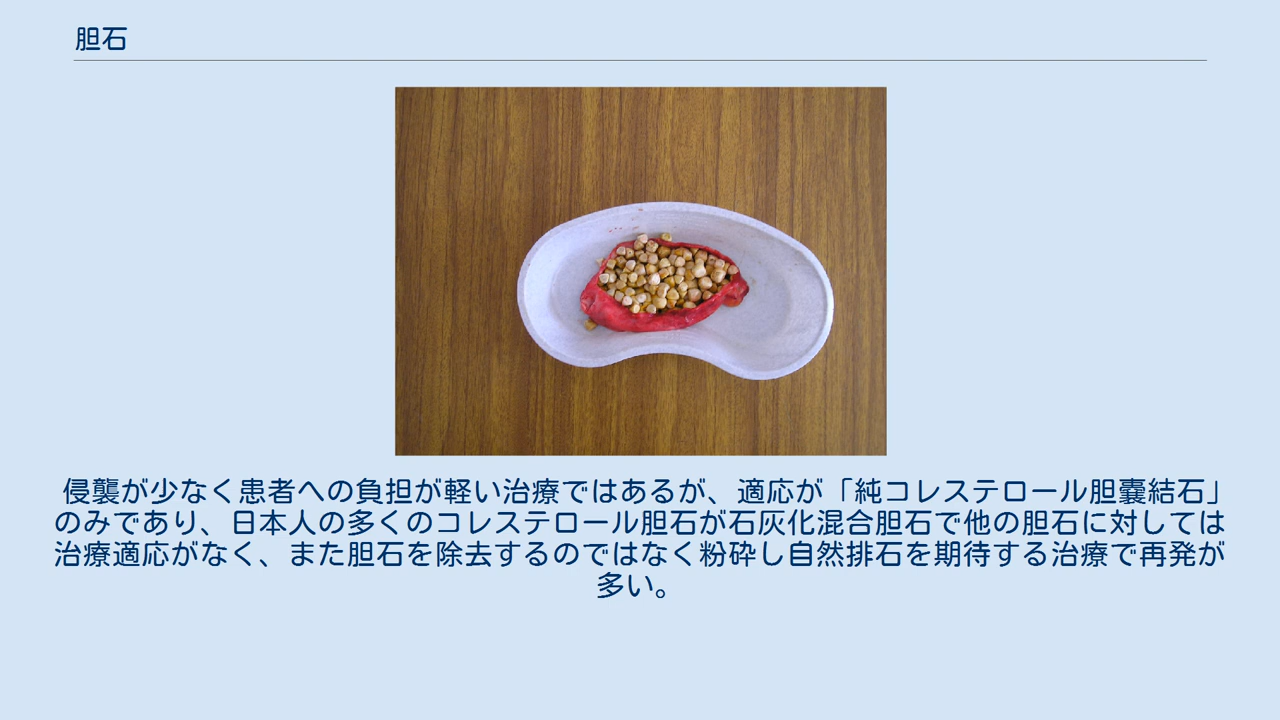 胆石
侵襲が少なく患者への負担が軽い治療ではあるが、適応が「純コレステロール胆嚢結石」
のみであり、日本人の多くのコレステロール胆石が石灰化混合胆石で他の胆石に対しては
治療適応がなく、また胆石を除去するのではなく粉砕し自然排石を期待する治療で再発が
多い。